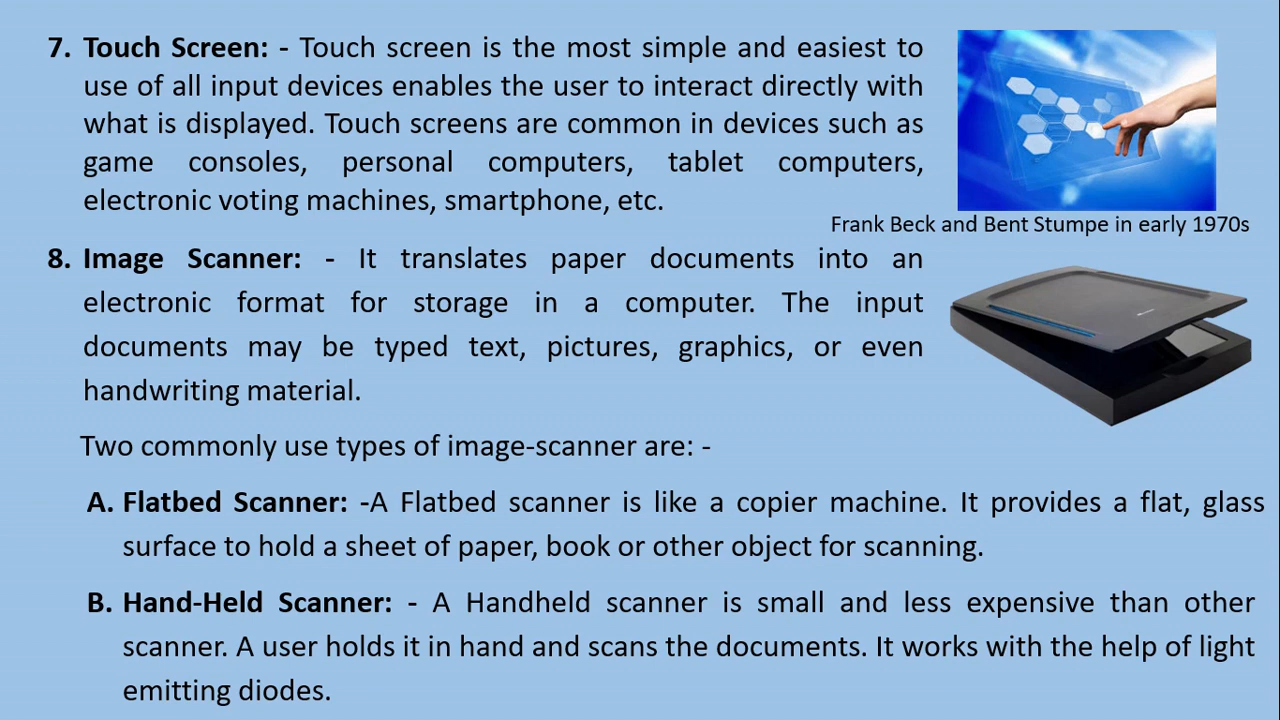 7. Touch Screen: - Touch screen is the most simple and easiest to
use of all input devices enables the user to interact directly with
what is displayed. Touch screens are common in devices such as
game consoles, personal computers, tablet computers,
electronic voting machines, smartphone, etc.
Frank Beck and Bent Stumpe in early 1970s
8. Image Scanner: - It translates paper documents into an
electronic format for storage in a computer. The input
documents may be typed text, pictures, graphics, or even
handwriting material.
Two commonly use types of image-scanner are: -
A. Flatbed Scanner: -A Flatbed scanner is like a copier machine. It provides a flat, glass
surface to hold a sheet of paper, book or other object for scanning.
B. Hand-Held Scanner: - A Handheld scanner is small and less expensive than other
scanner. A user holds it in hand and scans the documents. It works with the help of light
emitting diodes.